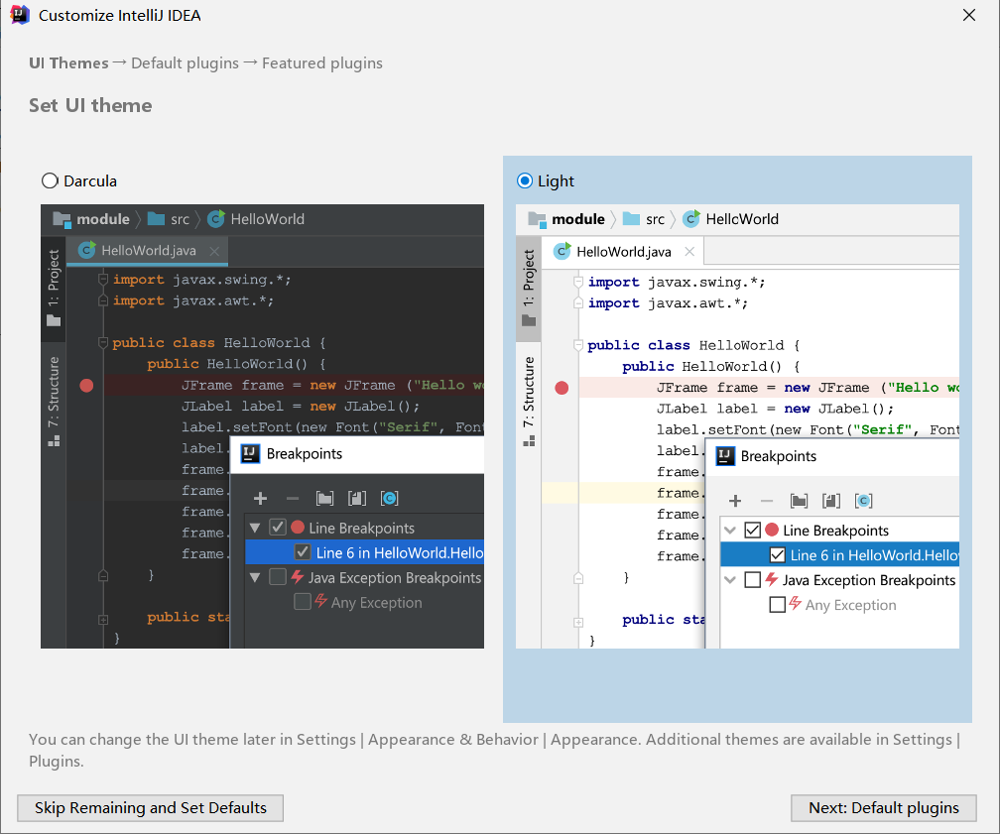 Customize IntelliJ IDEA
UI Themes → Default plugins → Featured plugins
Set UI theme
Darcula
module src HelloWorld
HelloWorld.java
1: Project
7: Structure
import javax.swing.*;
import javax.awt.*;
public class HelloWorld {
public HelloWorld() {
JFrame frame = new JFrame ("Hello wo
JLabel label = new JLabel();
label.setFont(new Font("Serif", Font
label.
frame.
frame.
frame.
frame.
frame.
}
public sta
}
Breakpoints
Line Breakpoints
Line 6 in HelloWorld.Hello
Java Exception Breakpoints
Any Exception
Light
module src HelloWorld
HelloWorld.java
1: Project
7: Structure
import javax.swing.*;
import javax.awt.*;
public class HelloWorld {
public HelloWorld() {
JFrame frame = new JFrame ("Hello wo
JLabel label = new JLabel();
label.setFont(new Font("Serif", Font
label.
frame.
frame.
frame.
frame.
frame.
}
public sta
}
Breakpoints
Line Breakpoints
Line 6 in HelloWorld.Hello
Java Exception Breakpoints
Any Exception
You can change the UI theme later in Settings | Appearance & Behavior | Appearance. Additional themes are available in Settings |
Plugins.
Skip Remaining and Set Defaults
Next: Default plugins